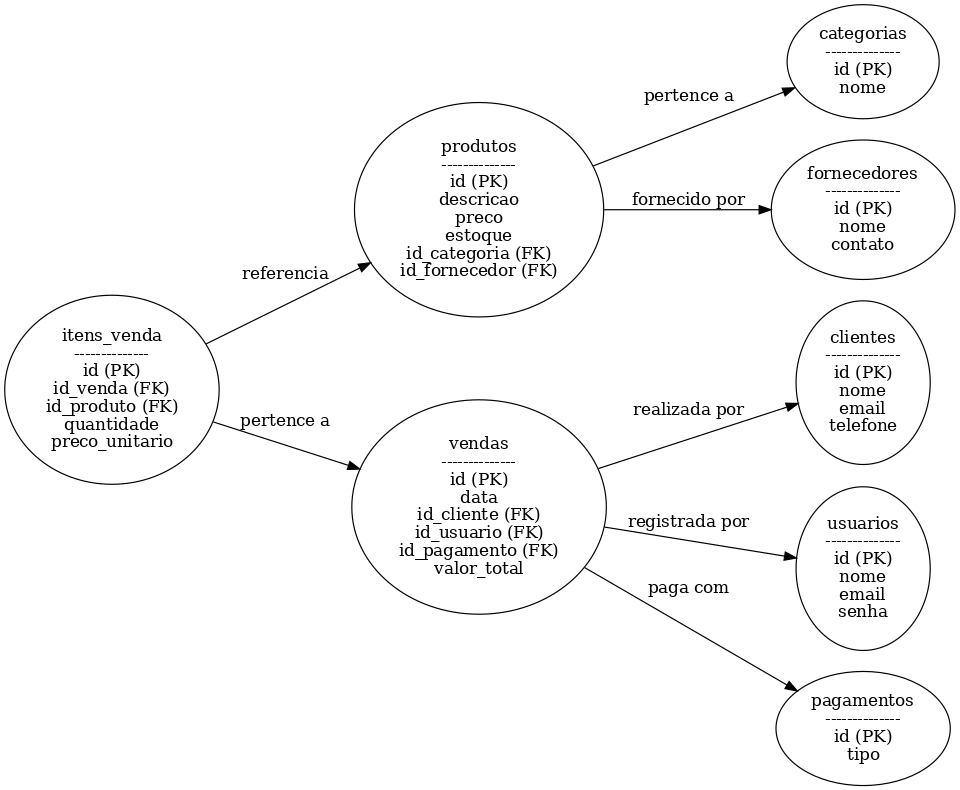 categorias
--------------
id (PK)
nome
pertence a
produtos
--------------
id (PK)
descricao
preco
estoque
id_categoria (FK)
id_fornecedor (FK)
fornecido por
fornecedores
--------------
id (PK)
nome
contato
referencia
itens_venda
--------------
id (PK)
id_venda (FK)
id_produto (FK)
quantidade
preco_unitario
pertence a
vendas
--------------
id (PK)
data
id_cliente (FK)
id_usuario (FK)
id_pagamento (FK)
valor_total
realizada por
clientes
--------------
id (PK)
nome
email
telefone
registrada por
usuarios
--------------
id (PK)
nome
email
senha
paga com
pagamentos
--------------
id (PK)
tipo